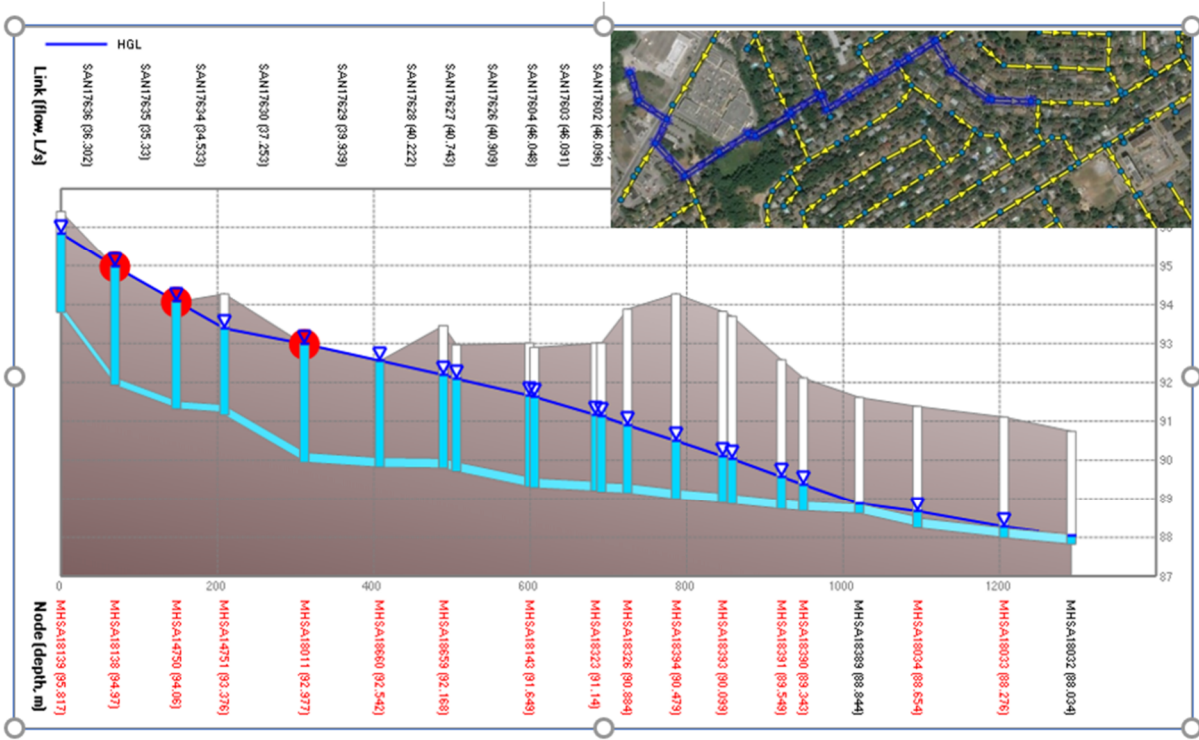 HGL
Link (flow, L/s)
SAN17636 (36.302)
SAN17635 (35.33)
SAN17634 (34.533)
SAN17630 (37.253)
SAN17629 (39.939)
SAN17628 (40.222)
SAN17627 (40.743)
SAN17626 (40.909)
SAN17604 (46.048)
SAN17603 (46.091)
SAN17602 (46.096)
95
94
93
92
91
90
89
88
87
0
200
400
600
800
1000
1200
Node (depth, m)
MHSA18139 (95.817)
MHSA18138 (94.97)
MHSA14750 (94.06)
MHSA14751 (93.376)
MHSA18011 (92.977)
MHSA18660 (92.542)
MHSA18659 (92.168)
MHSA18143 (91.649)
MHSA18323 (91.14)
MHSA18326 (90.884)
MHSA18394 (90.479)
MHSA18393 (90.099)
MHSA18391 (89.549)
MHSA18390 (89.343)
MHSA18389 (88.844)
MHSA18034 (88.654)
MHSA18033 (88.276)
MHSA18032 (88.034)